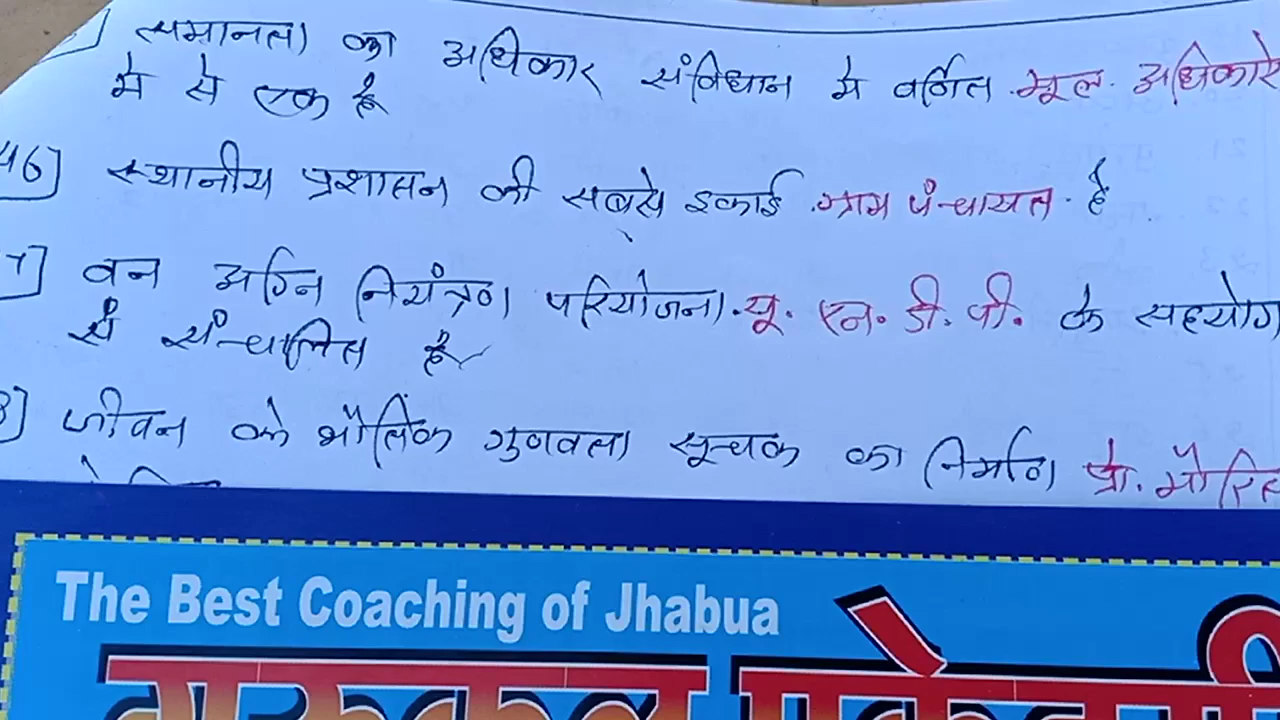 समानता का अधिकार संविधान मे वर्णित मूल अधिकारो
मे से एक है
46] स्थानीय प्रशासन की सबसे इकाई ग्राम पंचायत है
7] वन अग्नि नियंत्रण परियोजना यू. एन. डी. पी. के सहयोग
से संचालित है
8] जीवन के भौतिक गुणवत्ता सूचक का निर्माण प्रो. मौरिस
The Best Coaching of Jhabua